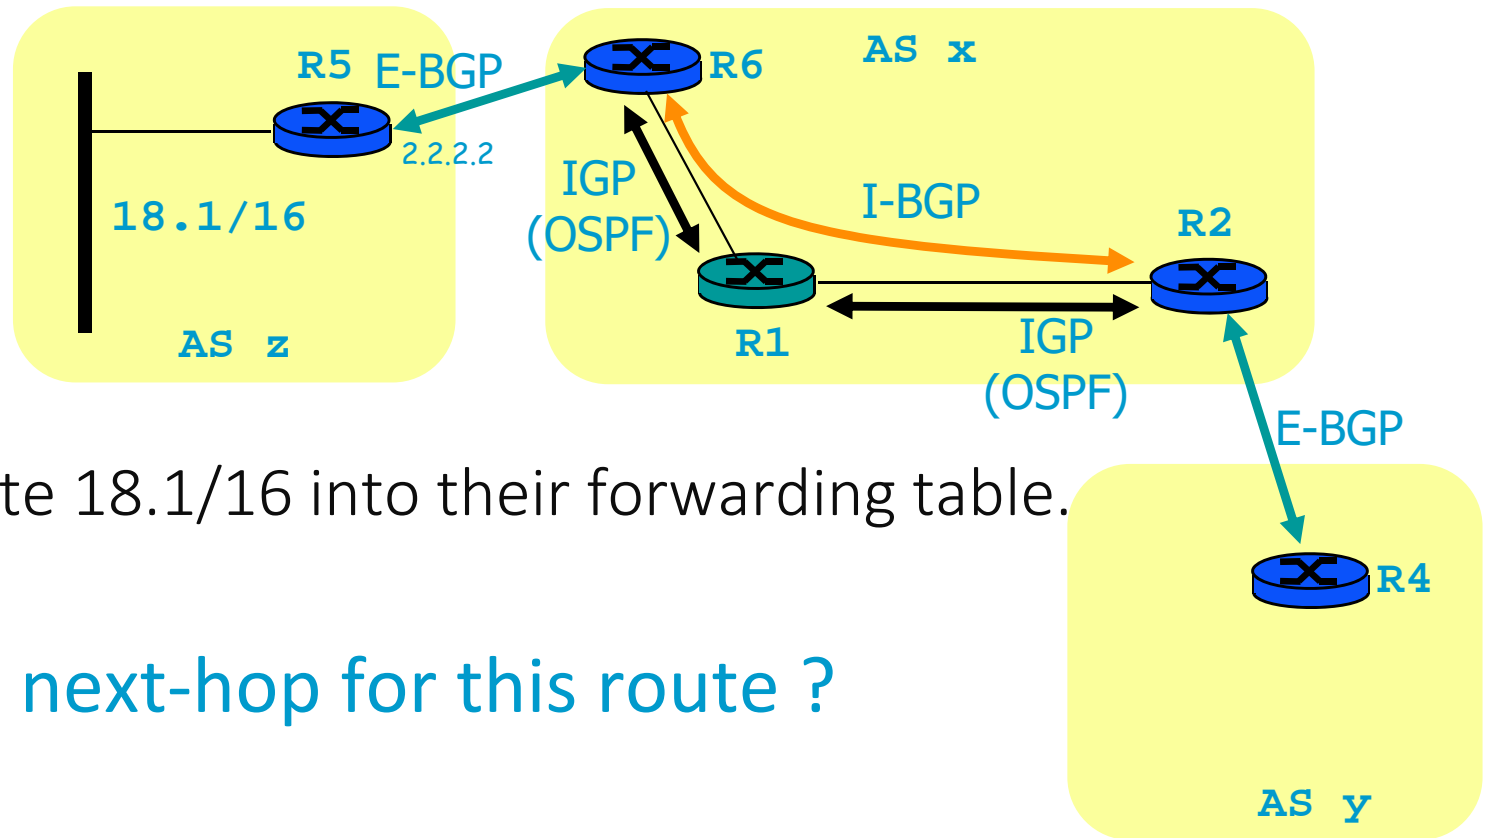 R5
E-BGP
R6
AS x
2.2.2.2
18.1/16
IGP
(OSPF)
I-BGP
R2
AS z
R1
IGP
(OSPF)
E-BGP
te 18.1/16 into their forwarding table.
R4
next-hop for this route ?
AS y